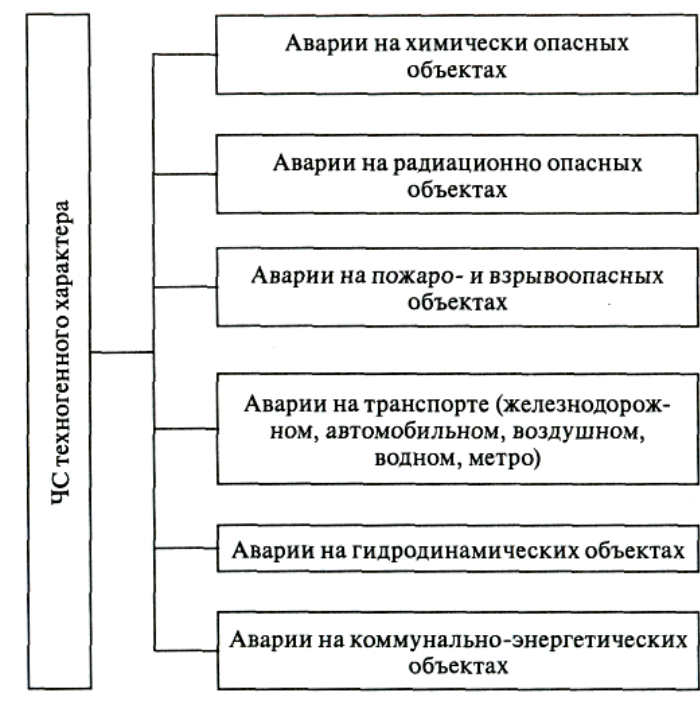 ЧС техногенного характера
Аварии на химически опасных
объектах
Аварии на радиационно опасных
объектах
Аварии на пожаро- и взрывоопасных
объектах
Аварии на транспорте (железнодорож-
ном, автомобильном, воздушном,
водном, метро)
Аварии на гидродинамических объектах
Аварии на коммунально-энергетических
объектах